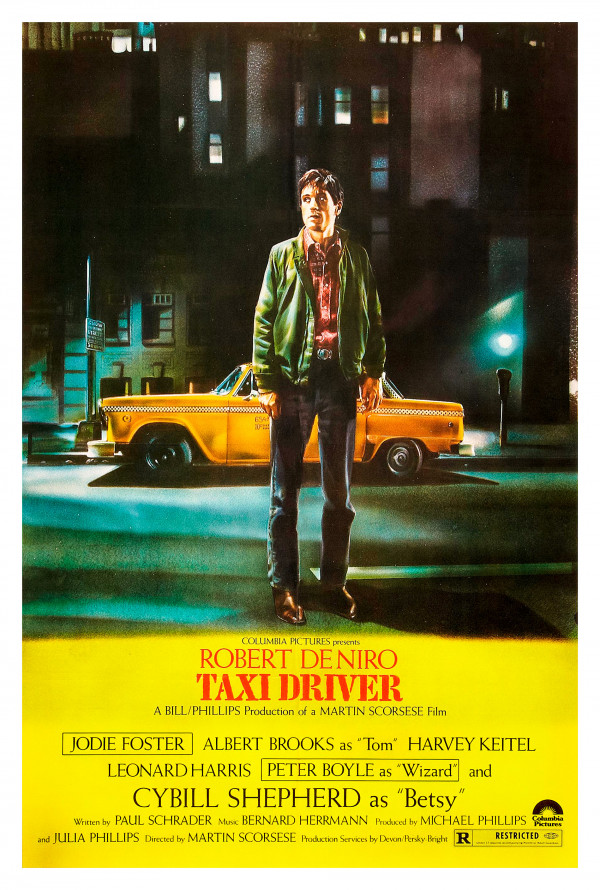 COLUMBIA PICTURES presents
ROBERT DE NIRO
TAXI DRIVER
A BILL/PHILLIPS Production of a MARTIN SCORSESE Film
JODIE FOSTER ALBERT BROOKS as "Tom" HARVEY KEITEL
LEONARD HARRIS PETER BOYLE as "Wizard" and
CYBILL SHEPHERD as "Betsy"
Written by PAUL SCHRADER Music BERNARD HERRMANN Produced by MICHAEL PHILLIPS
and JULIA PHILLIPS Directed by MARTIN SCORSESE Production Services by Devon/Persky-Bright
Columbia
Pictures
R RESTRICTED